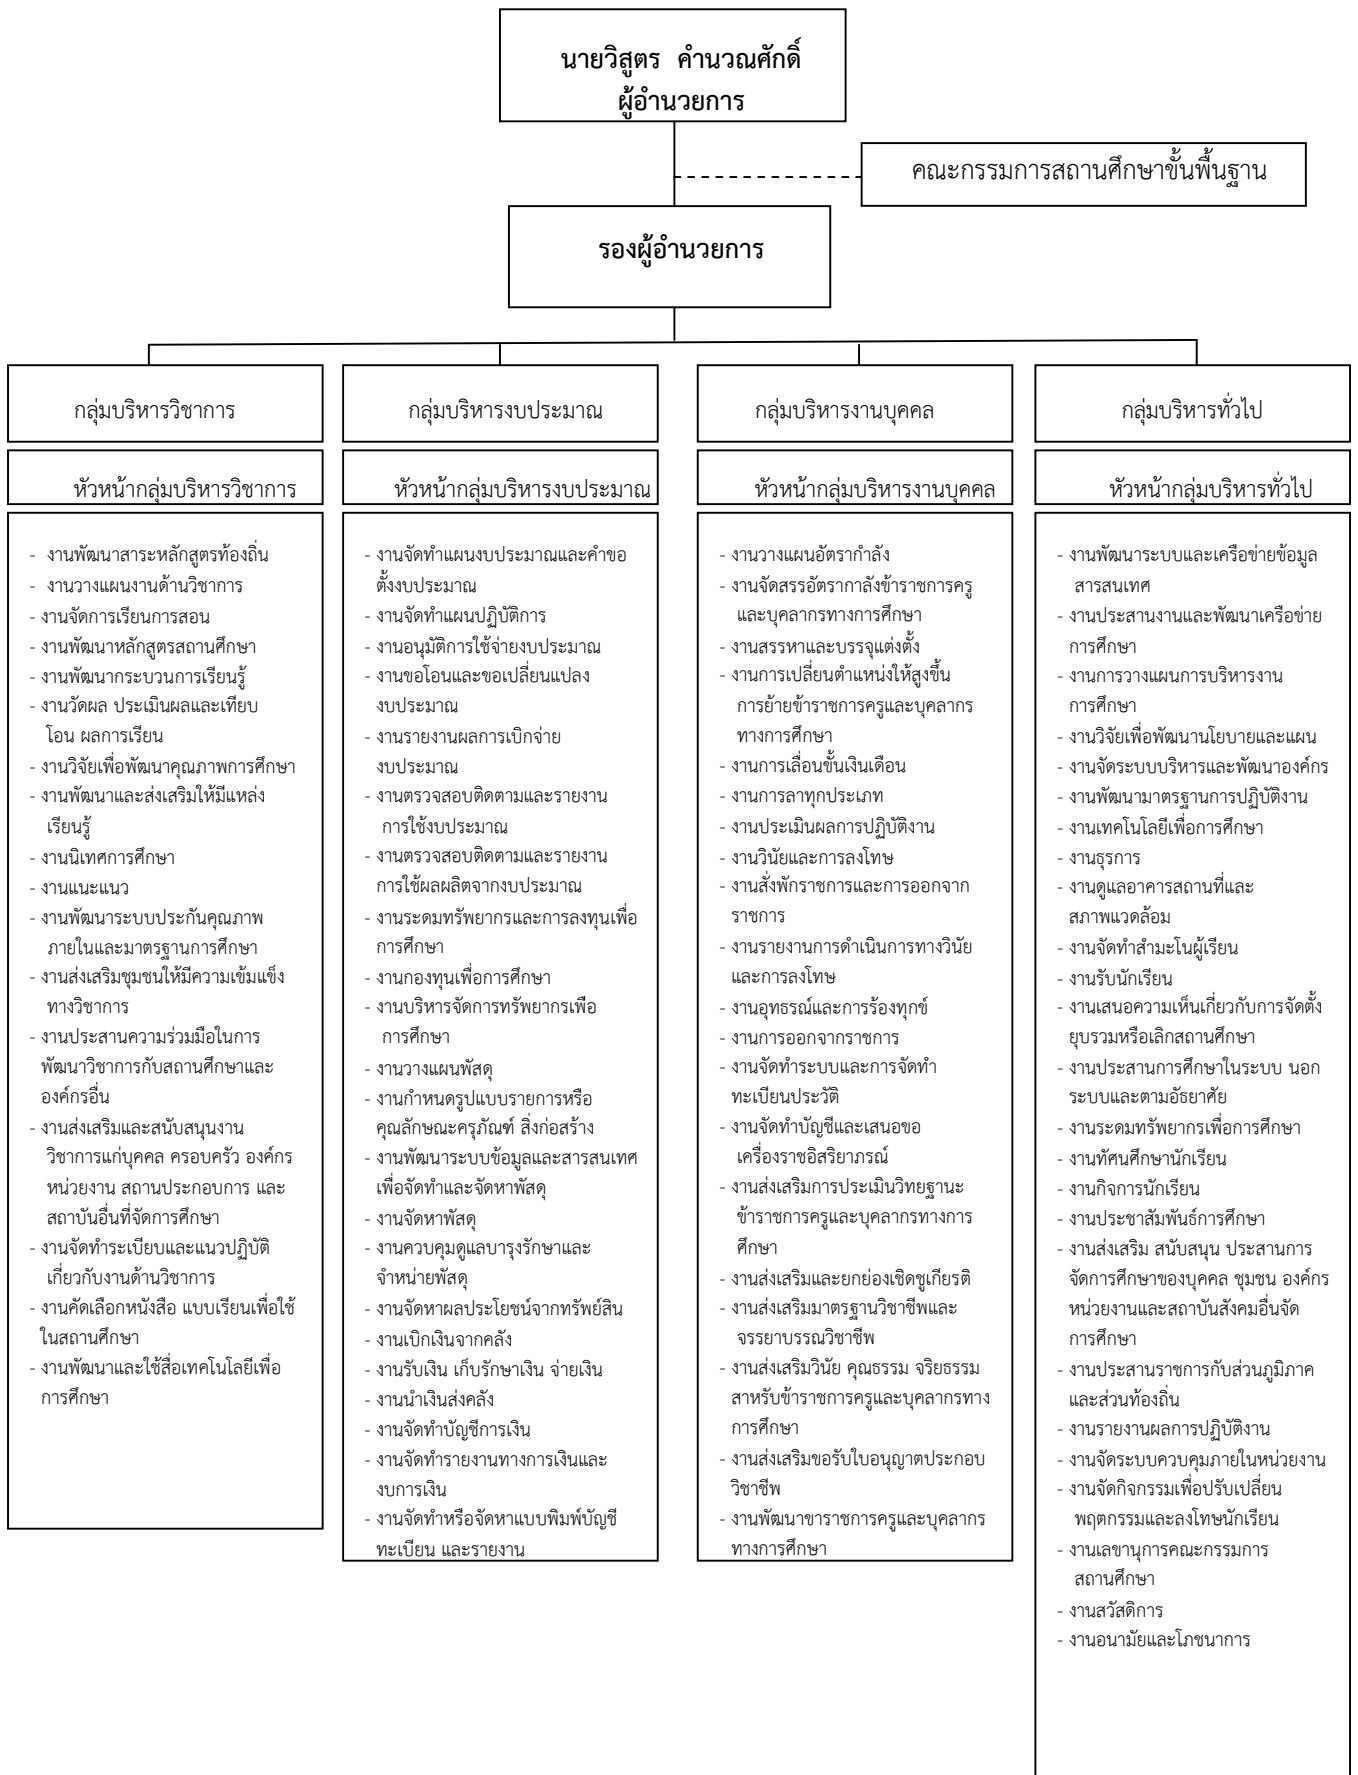 นายวิสูตร คำนวณศักดิ์
ผู้อำนวยการ
คณะกรรมการสถานศึกษาขั้นพื้นฐาน
รองผู้อำนวยการ
กลุ่มบริหารวิชาการ
หัวหน้ากลุ่มบริหารวิชาการ
- งานพัฒนาสาระหลักสูตรท้องถิ่น
- งานวางแผนงานด้านวิชาการ
- งานจัดการเรียนการสอน
- งานพัฒนาหลักสูตรสถานศึกษา
- งานพัฒนากระบวนการเรียนรู้
- งานวัดผล ประเมินผลและเทียบ
โอน ผลการเรียน
- งานวิจัยเพื่อพัฒนาคุณภาพการศึกษา
- งานพัฒนาและส่งเสริมให้มีแหล่ง
เรียนรู้
- งานนิเทศการศึกษา
- งานแนะแนว
- งานพัฒนาระบบประกันคุณภาพ
ภายในและมาตรฐานการศึกษา
- งานส่งเสริมชุมชนให้มีความเข้มแข็ง
ทางวิชาการ
- งานประสานความร่วมมือในการ
พัฒนาวิชาการกับสถานศึกษาและ
องค์กรอื่น
- งานส่งเสริมและสนับสนุนงาน
วิชาการแก่บุคคล ครอบครัว องค์กร
หน่วยงาน สถานประกอบการ และ
สถาบันอื่นที่จัดการศึกษา
- งานจัดทำระเบียบและแนวปฏิบัติ
เกี่ยวกับงานด้านวิชาการ
- งานคัดเลือกหนังสือ แบบเรียนเพื่อใช้
ในสถานศึกษา
- งานพัฒนาและใช้สื่อเทคโนโลยีเพื่อ
การศึกษา
กลุ่มบริหารงบประมาณ
หัวหน้ากลุ่มบริหารงบประมาณ
- งานจัดทำแผนงบประมาณและคำขอ
ตั้งงบประมาณ
- งานจัดทำแผนปฏิบัติการ
- งานอนุมัติการใช้จ่ายงบประมาณ
- งานขอโอนและขอเปลี่ยนแปลง
งบประมาณ
- งานรายงานผลการเบิกจ่าย
งบประมาณ
- งานตรวจสอบติดตามและรายงาน
การใช้งบประมาณ
- งานตรวจสอบติดตามและรายงาน
การใช้ผลผลิตจากงบประมาณ
- งานระดมทรัพยากรและการลงทุนเพื่อ
การศึกษา
- งานกองทุนเพื่อการศึกษา
- งานบริหารจัดการทรัพยากรเพื่อ
การศึกษา
- งานวางแผนพัสดุ
- งานกำหนดรูปแบบรายการหรือ
คุณลักษณะครุภัณฑ์ สิ่งก่อสร้าง
- งานพัฒนาระบบข้อมูลและสารสนเทศ
เพื่อจัดทำและจัดหาพัสดุ
- งานจัดหาพัสดุ
- งานควบคุมดูแลบารุงรักษาและ
จำหน่ายพัสดุ
- งานจัดหาผลประโยชน์จากทรัพย์สิน
- งานเบิกเงินจากคลัง
- งานรับเงิน เก็บรักษาเงิน จ่ายเงิน
- งานนำเงินส่งคลัง
- งานจัดทำบัญชีการเงิน
- งานจัดทำรายงานทางการเงินและ
งบการเงิน
- งานจัดทำหรือจัดหาแบบพิมพ์บัญชี
ทะเบียน และรายงาน
กลุ่มบริหารงานบุคคล
หัวหน้ากลุ่มบริหารงานบุคคล
- งานวางแผนอัตรากำลัง
- งานจัดสรรอัตรากาลังข้าราชการครู
และบุคลากรทางการศึกษา
- งานสรรหาและบรรจุแต่งตั้ง
- งานการเปลี่ยนตำแหน่งให้สูงขึ้น
การย้ายข้าราชการครูและบุคลากร
ทางการศึกษา
- งานการเลื่อนขั้นเงินเดือน
- งานการลาทุกประเภท
- งานประเมินผลการปฏิบัติงาน
- งานวินัยและการลงโทษ
- งานสั่งพักราชการและการออกจาก
ราชการ
- งานรายงานการดำเนินการทางวินัย
และการลงโทษ
- งานอุทธรณ์และการร้องทุกข์
- งานการออกจากราชการ
- งานจัดทำระบบและการจัดทำ
ทะเบียนประวัติ
- งานจัดทำบัญชีและเสนอขอ
เครื่องราชอิสริยาภรณ์
- งานส่งเสริมการประเมินวิทยฐานะ
ข้าราชการครูและบุคลากรทางการ
ศึกษา
- งานส่งเสริมและยกย่องเชิดชูเกียรติ
- งานส่งเสริมมาตรฐานวิชาชีพและ
จรรยาบรรณวิชาชีพ
- งานส่งเสริมวินัย คุณธรรม จริยธรรม
สาหรับข้าราชการครูและบุคลากรทาง
การศึกษา
- งานส่งเสริมขอรับใบอนุญาตประกอบ
วิชาชีพ
- งานพัฒนาขาราชการครูและบุคลากร
ทางการศึกษา
กลุ่มบริหารทั่วไป
หัวหน้ากลุ่มบริหารทั่วไป
- งานพัฒนาระบบและเครือข่ายข้อมูล
สารสนเทศ
- งานประสานงานและพัฒนาเครือข่าย
การศึกษา
- งานการวางแผนการบริหารงาน
การศึกษา
- งานวิจัยเพื่อพัฒนานโยบายและแผน
- งานจัดระบบบริหารและพัฒนาองค์กร
- งานพัฒนามาตรฐานการปฏิบัติงาน
- งานเทคโนโลยีเพื่อการศึกษา
- งานธุรการ
- งานดูแลอาคารสถานที่และ
สภาพแวดล้อม
- งานจัดทำสำมะโนผู้เรียน
- งานรับนักเรียน
- งานเสนอความเห็นเกี่ยวกับการจัดตั้ง
ยุบรวมหรือเลิกสถานศึกษา
- งานประสานการศึกษาในระบบ นอก
ระบบและตามอัธยาศัย
- งานระดมทรัพยากรเพื่อการศึกษา
- งานทัศนศึกษานักเรียน
- งานกิจการนักเรียน
- งานประชาสัมพันธ์การศึกษา
- งานส่งเสริม สนับสนุน ประสานการ
จัดการศึกษาของบุคคล ชุมชน องค์กร
หน่วยงานและสถาบันสังคมอื่นจัด
การศึกษา
- งานประสานราชการกับส่วนภูมิภาค
และส่วนท้องถิ่น
- งานรายงานผลการปฏิบัติงาน
- งานจัดระบบควบคุมภายในหน่วยงาน
- งานจัดกิจกรรมเพื่อปรับเปลี่ยน
พฤตกรรมและลงโทษนักเรียน
- งานเลขานุการคณะกรรมการ
สถานศึกษา
- งานสวัสดิการ
- งานอนามัยและโภชนาการ